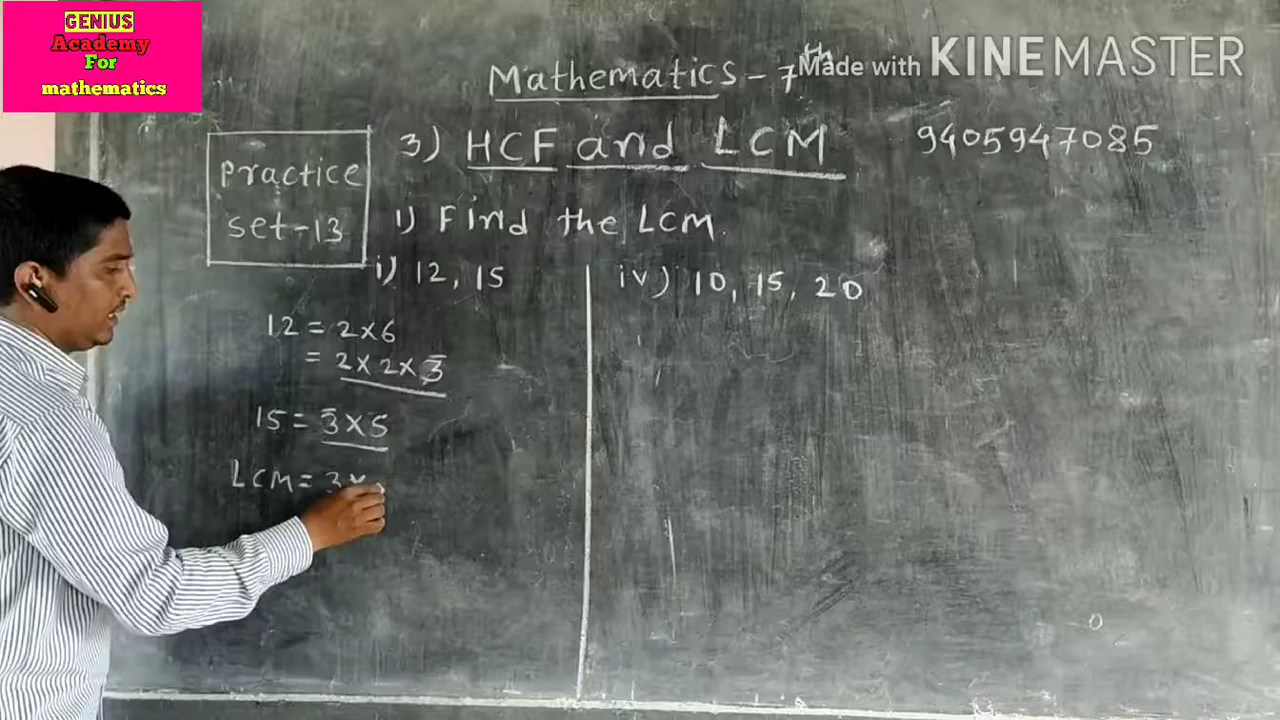 GENIUS
Academy
For
mathematics
Made with KINEMASTER
Mathematics - 7th
3) HCF and LCM
9405947085
Practice
set-13
1) Find the LCM.
i) 12, 15
12 = 2×6
= 2×2×3
15 = 3×5
LCM = 3×
iv) 10, 15, 20